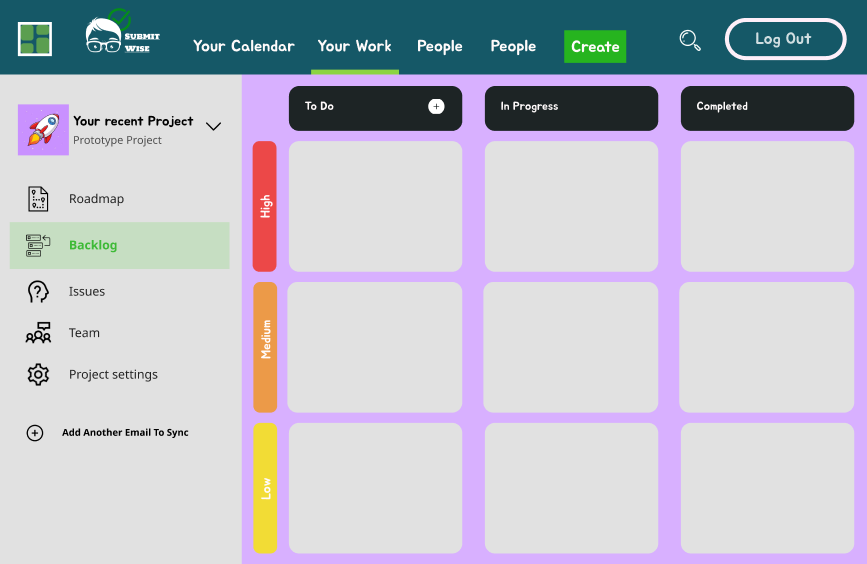 SUBMIT
WISE
Your Calendar
Your Work
People
People
Create
Log Out
Your recent Project
Prototype Project
Roadmap
Backlog
Issues
Team
Project settings
Add Another Email To Sync
To Do
In Progress
Completed
High
Medium
Low